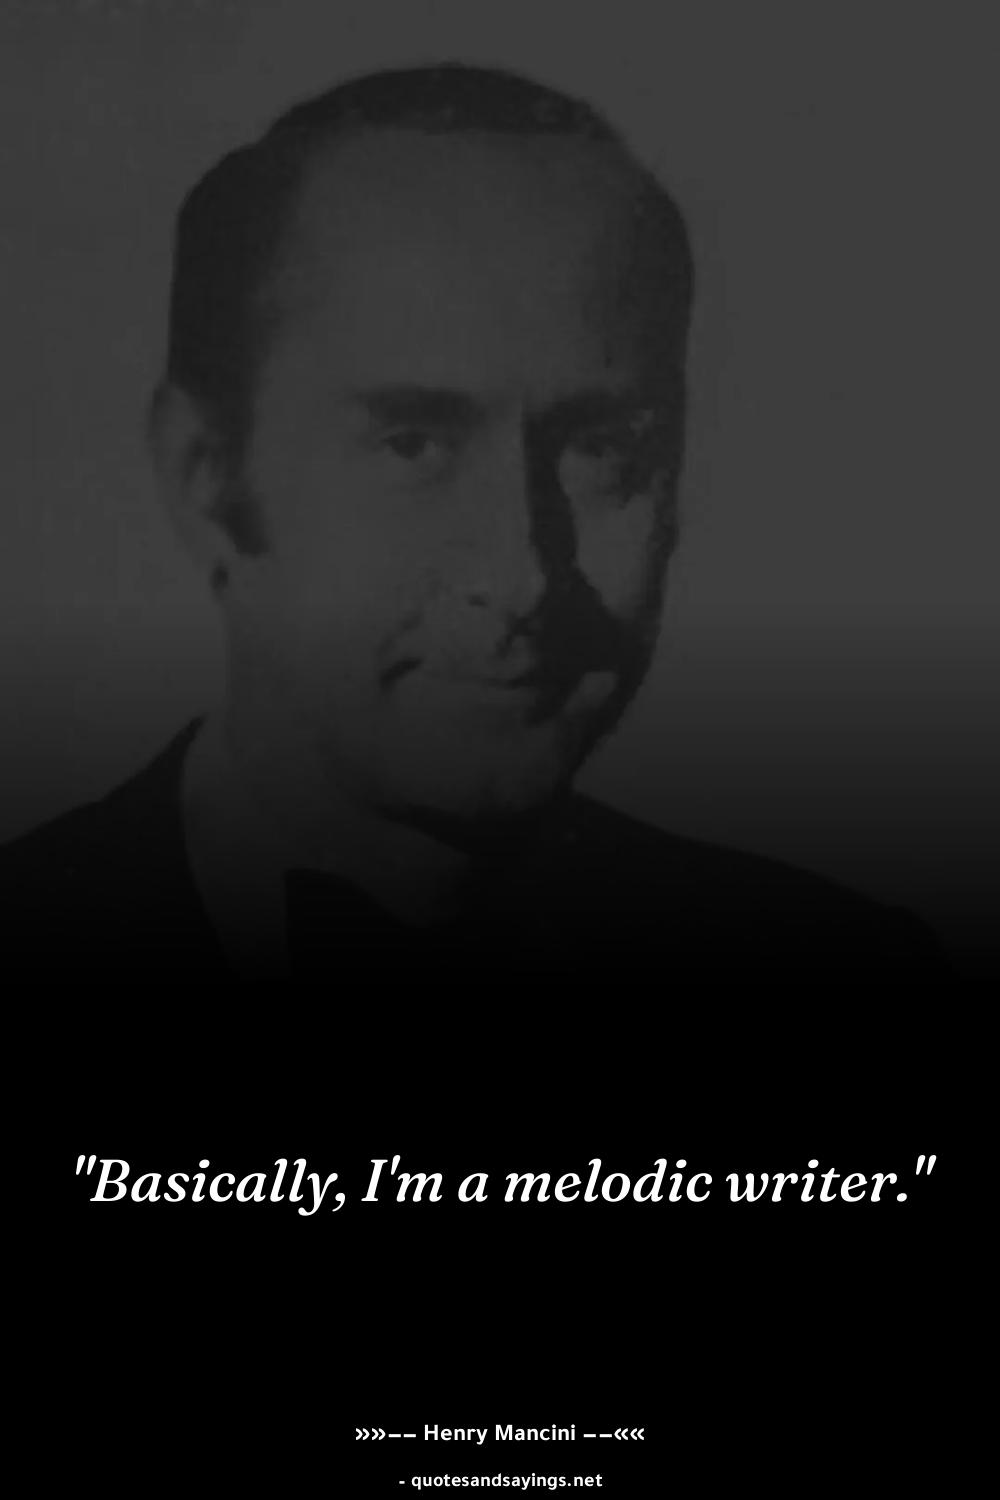 "Basically, I'm a melodic writer."
»»–– Henry Mancini ––««
- quotesandsayings.net